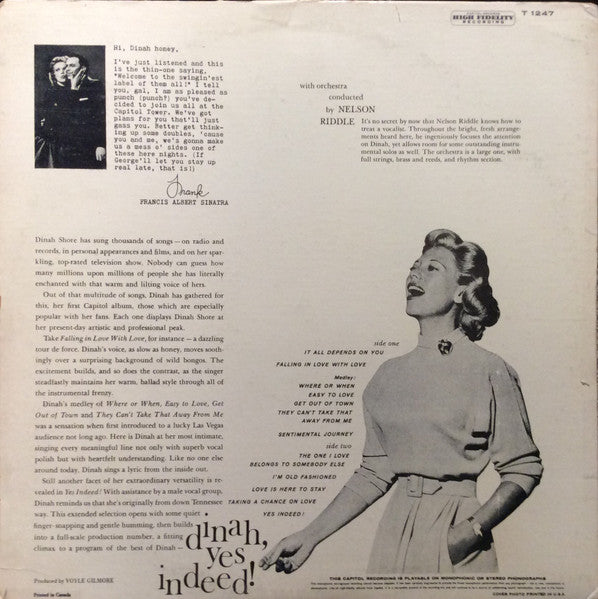 CAPITOL RECORDS
HIGH FIDELITY
RECORDING
T 1247
Hi, Dinah honey,
I've just listened and this
is the thin-one saying,
"Welcome to the swingin'est
label of them all!" I tell
you, gal, I am as pleased as
punch (punch?) you've de-
cided to join us all at the
Capitol Tower. We've got
plans for you that'll just
gass you. Better get think-
ing up some doubles, 'cause
you and me, we's gonna make
us a mess o' sides one of
these here nights. (If
George'll let you stay up
real late, that is!)
Frank
FRANCIS ALBERT SINATRA
with orchestra
conducted
by NELSON
RIDDLE
It's no secret by now that Nelson Riddle knows how
to treat a vocalist. Throughout the bright, fresh arrange-
ments heard here, he ingeniously focuses the attention
on Dinah, yet allows room for some outstanding instru-
mental solos as well. The orchestra is a large one, with
full strings, brass and reeds, and rhythm section.
Dinah Shore has sung thousands of songs — on radio and
records, in personal appearances and films, and on her spar-
kling, top-rated television show. Nobody can guess how
many millions upon millions of people she has literally
enchanted with that warm and lilting voice of hers.
Out of that multitude of songs, Dinah has gathered for
this, her first Capitol album, those which are especially
popular with her fans. Each one displays Dinah Shore at
her present-day artistic and professional peak.
Take Falling in Love With Love, for instance — a dazzling
tour de force. Dinah's voice, as slow as honey, moves sooth-
ingly over a surprising background of wild bongos. The
excitement builds, and so does the contrast, as the singer
steadfastly maintains her warm, ballad style through all of
the instrumental frenzy.
Dinah's medley of Where or When, Easy to Love, Get
Out of Town and They Can't Take That Away From Me
was a sensation when first introduced to a lucky Las Vegas
audience not long ago. Here is Dinah at her most intimate,
singing every meaningful line not only with superb vocal
polish but with heartfelt understanding. Like no one else
around today, Dinah sings a lyric from the inside out.
Still another facet of her extraordinary versatility is re-
vealed in Yes Indeed! With assistance by a male vocal group,
Dinah reminds us that she's originally from down Tennessee
way. This extended selection opens with some quiet
finger-snapping and gentle humming, then builds
into a full-scale production number, a fitting
climax to a program of the best of Dinah —
dinah,
yes
indeed!
side one
IT ALL DEPENDS ON YOU
FALLING IN LOVE WITH LOVE
Medley:
WHERE OR WHEN
EASY TO LOVE
GET OUT OF TOWN
THEY CAN'T TAKE THAT
AWAY FROM ME
SENTIMENTAL JOURNEY
side two
THE ONE I LOVE
BELONGS TO SOMEBODY ELSE
I'M OLD FASHIONED
LOVE IS HERE TO STAY
TAKING A CHANCE ON LOVE
YES INDEED!
Produced by VOYLE GILMORE
Printed in Canada
THIS CAPITOL RECORDING IS PLAYABLE ON MONOPHONIC OR STEREO PHONOGRAPHS
COVER PHOTO: PRINTED IN U.S.A.